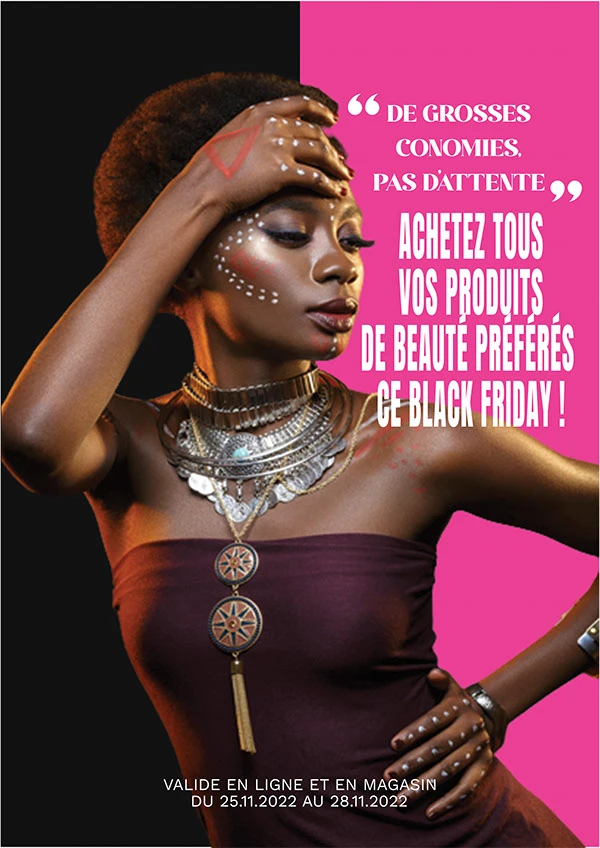 “ DE GROSSES
CONOMIES,
PAS D'ATTENTE ”
ACHETEZ TOUS
VOS PRODUITS
DE BEAUTÉ PRÉFÉRÉS
CE BLACK FRIDAY !
VALIDE EN LIGNE ET EN MAGASIN
DU 25.11.2022 AU 28.11.2022